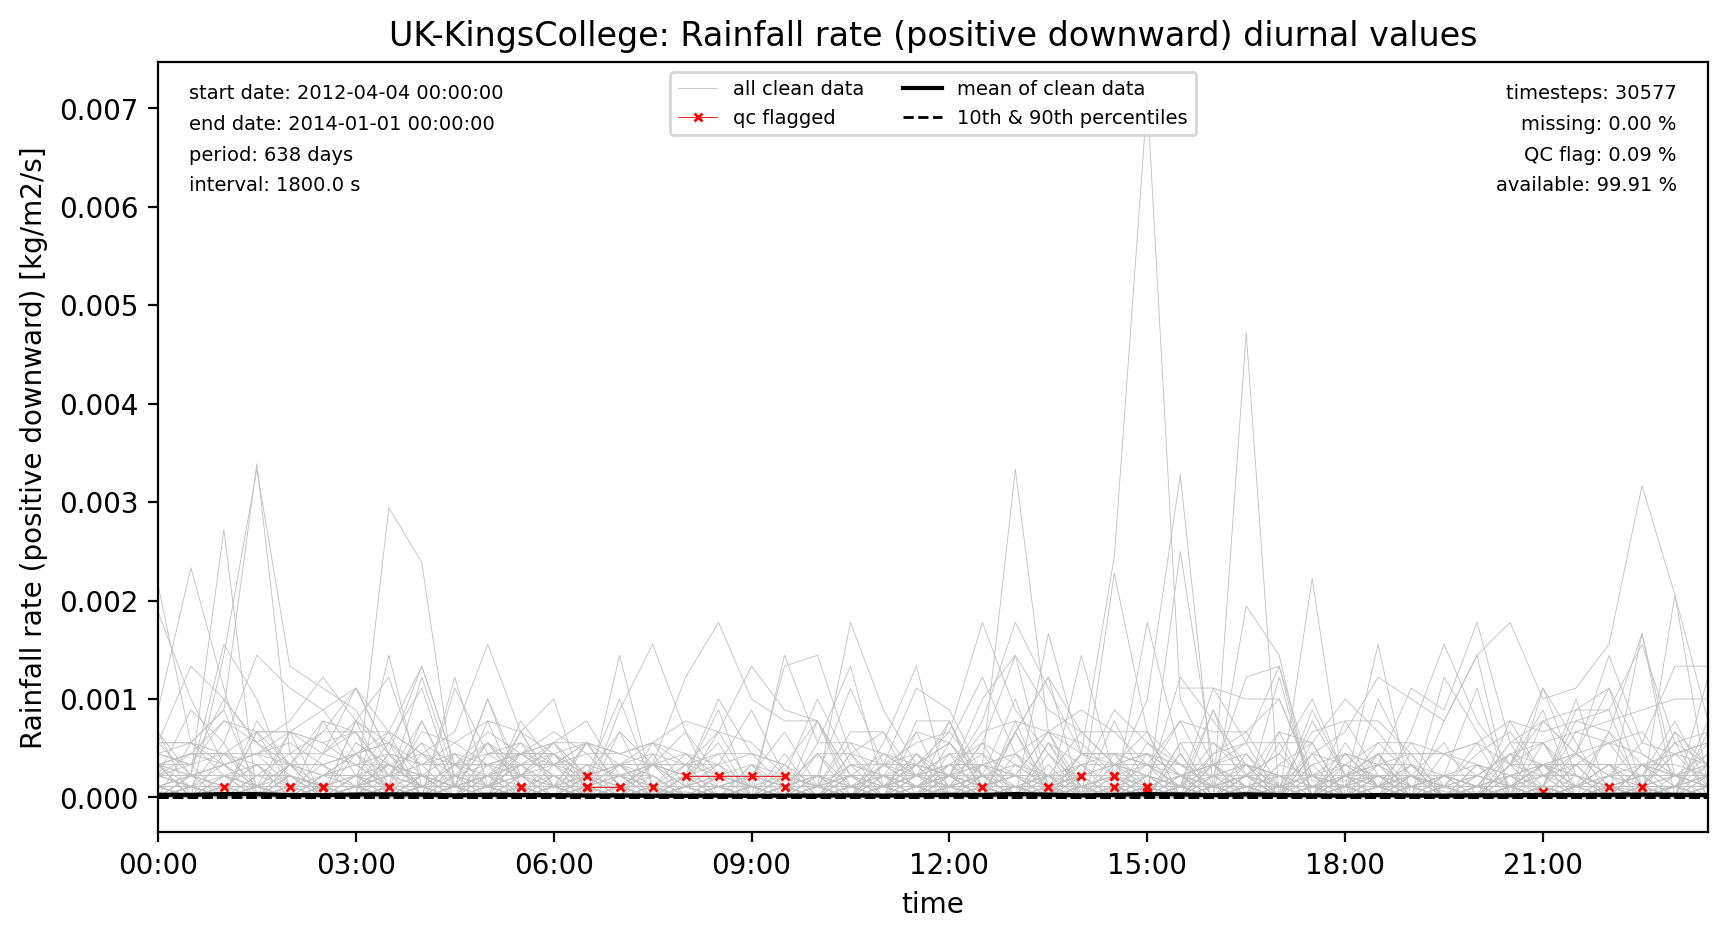 UK-KingsCollege: Rainfall rate (positive downward) diurnal values
start date: 2012-04-04 00:00:00
end date: 2014-01-01 00:00:00
period: 638 days
interval: 1800.0 s
all clean data
qc flagged
mean of clean data
10th & 90th percentiles
timesteps: 30577
missing: 0.00 %
QC flag: 0.09 %
available: 99.91 %
Rainfall rate (positive downward) [kg/m2/s]
0.007
0.006
0.005
0.004
0.003
0.002
0.001
0.000
00:00 03:00 06:00 09:00 12:00 15:00 18:00 21:00
time